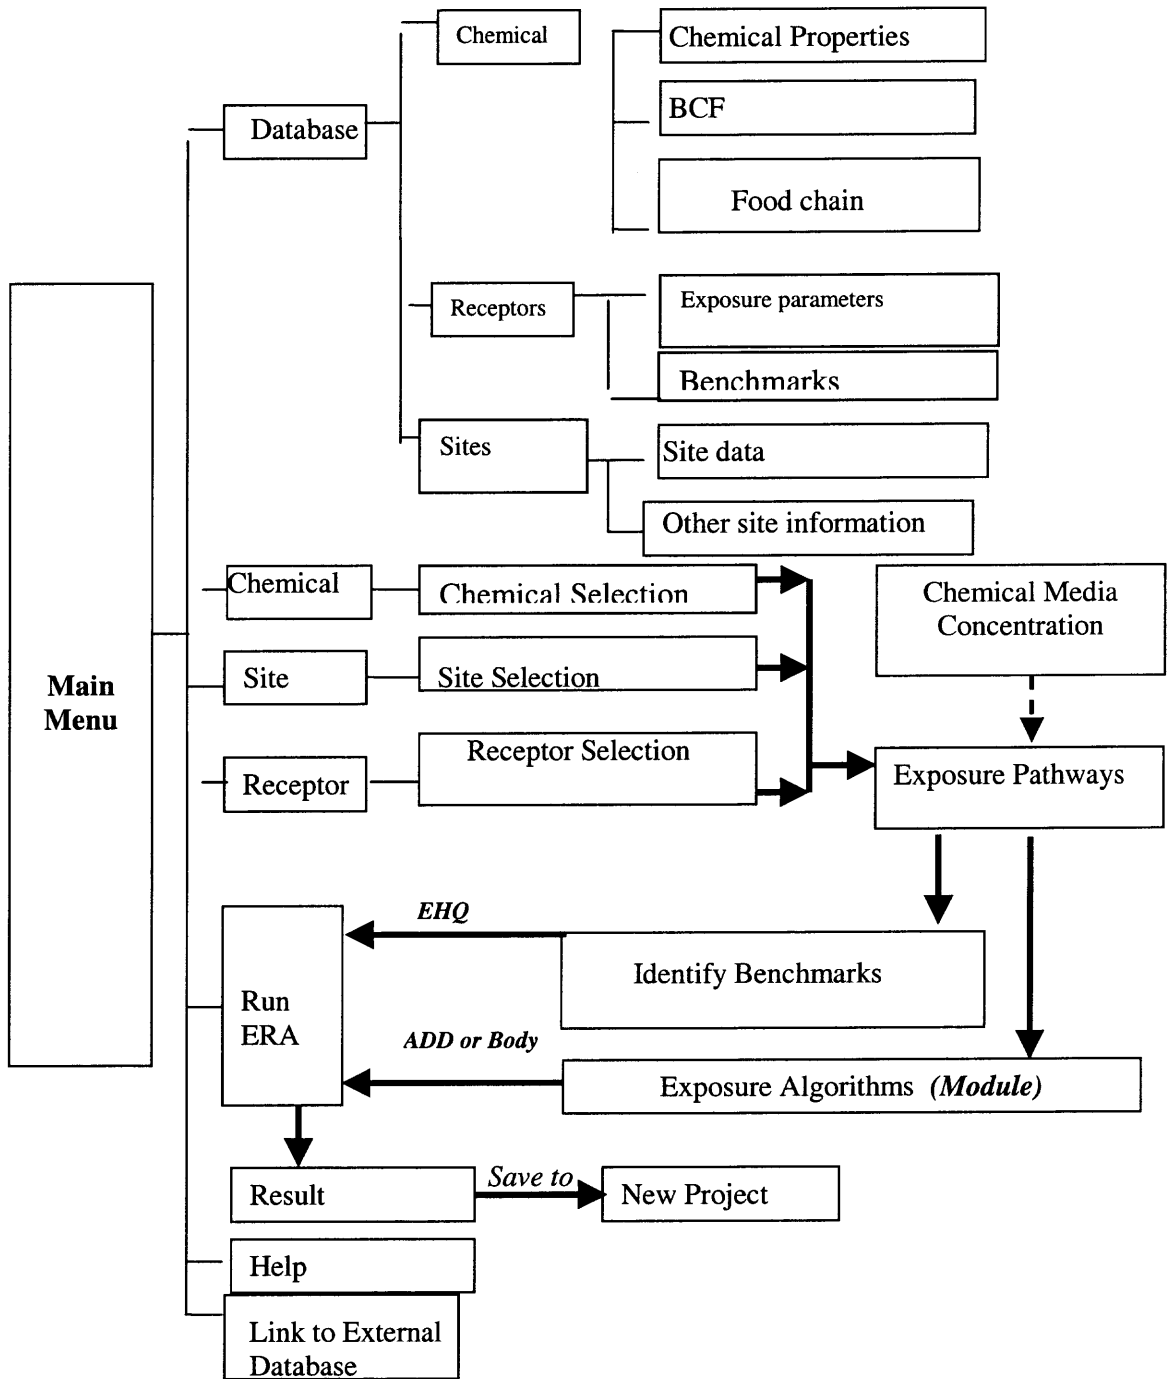 Chemical
Chemical Properties
BCF
Database
Food chain
Receptors
Exposure parameters
Benchmarks
Sites
Site data
Other site information
Chemical
Chemical Selection
Chemical Media
Concentration
Main
Menu
Site
Site Selection
Receptor
Receptor Selection
Exposure Pathways
EHQ
Identify Benchmarks
Run
ERA
ADD or Body
Exposure Algorithms (Module)
Result
Save to
New Project
Help
Link to External
Database